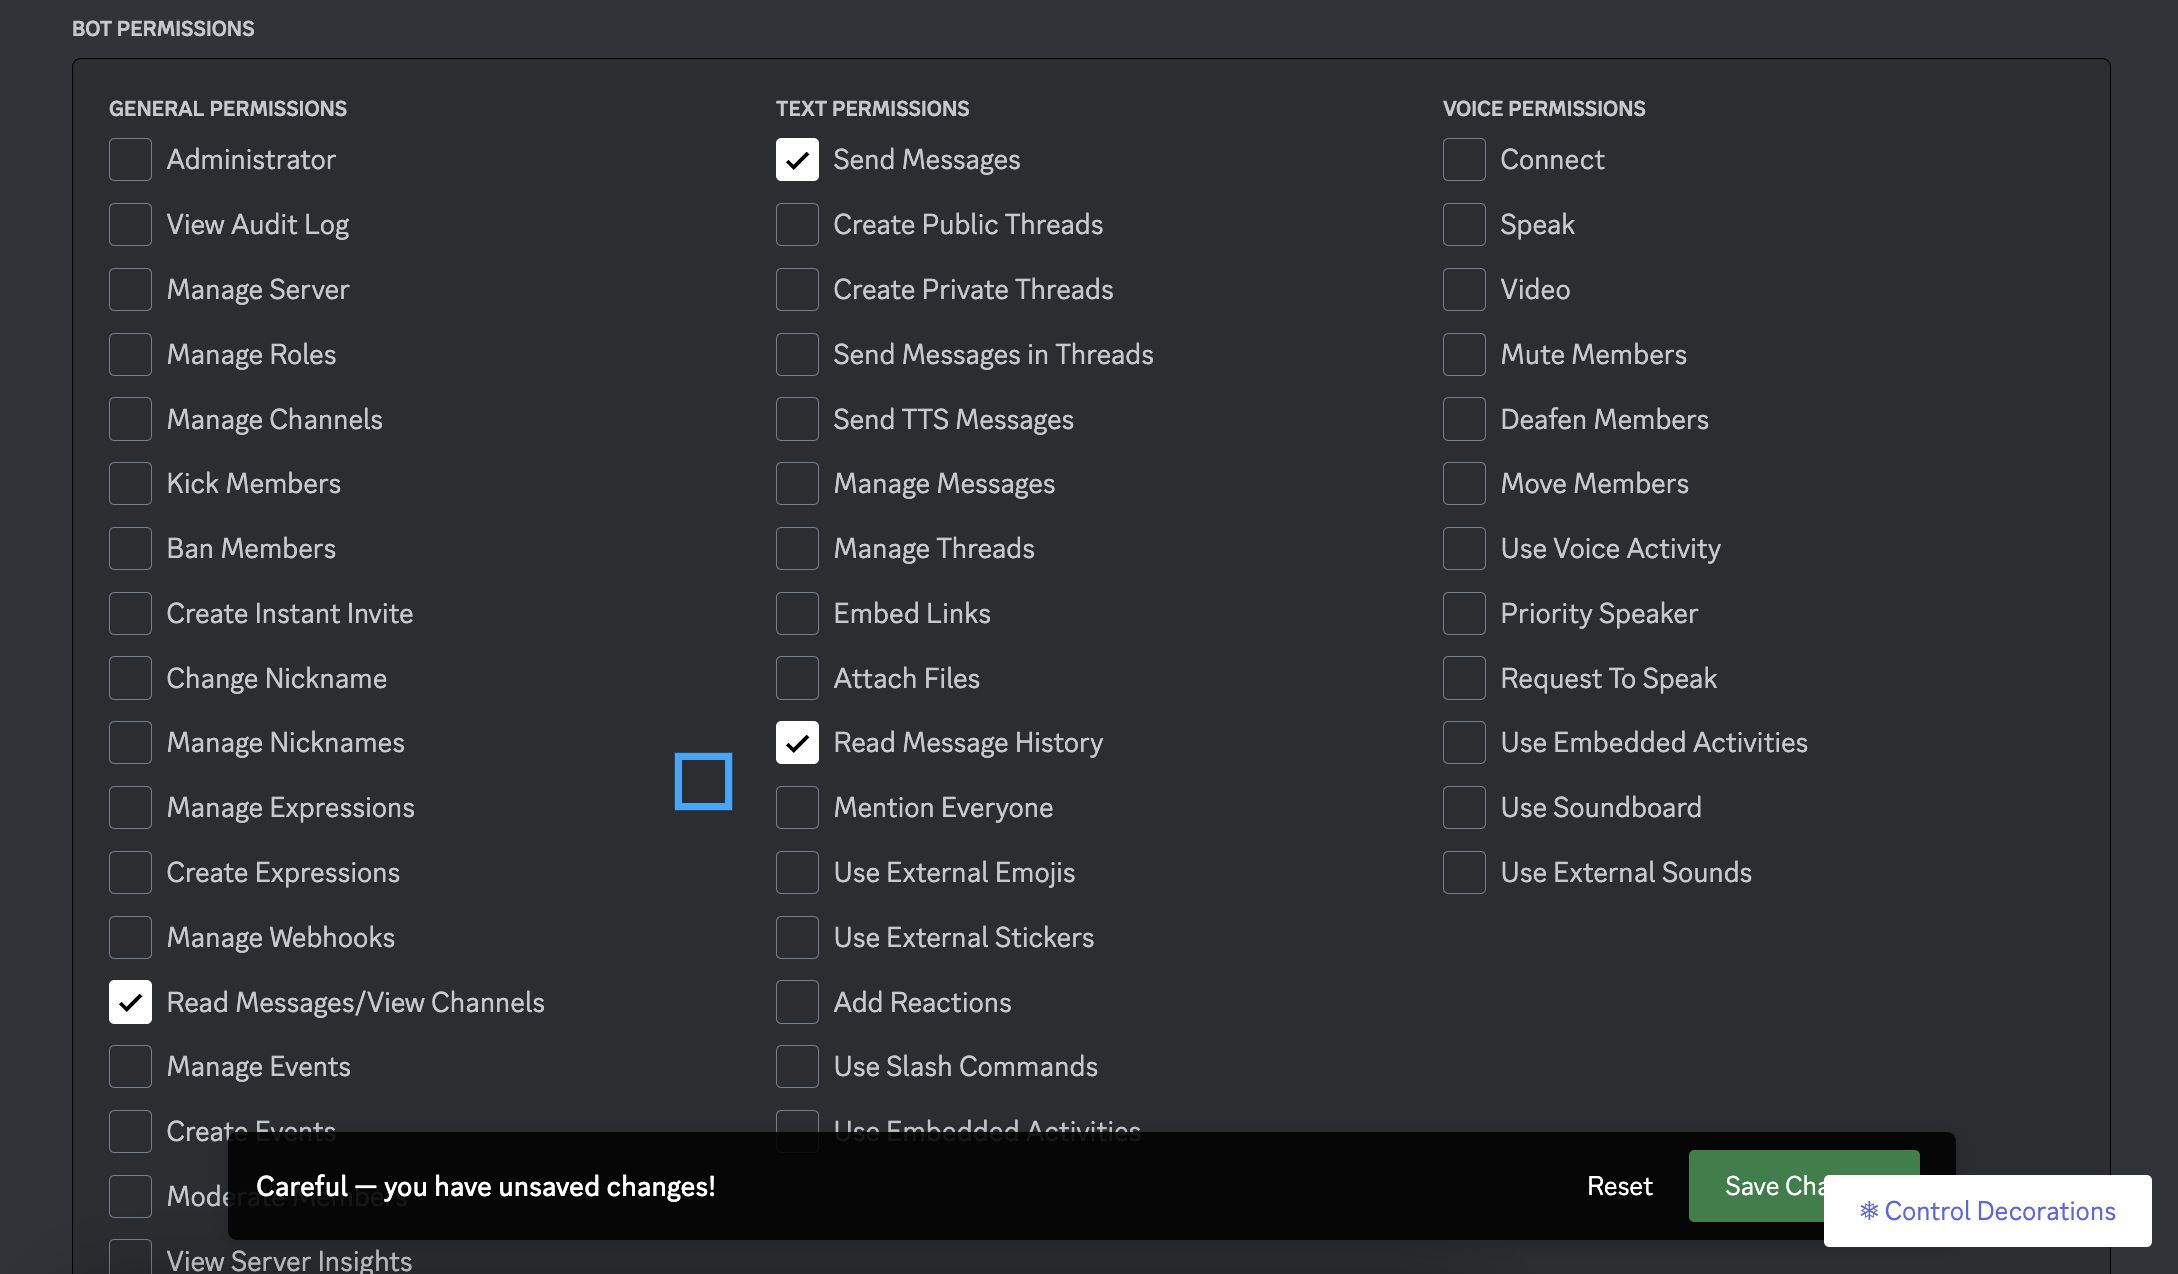 BOT PERMISSIONS
GENERAL PERMISSIONS
Administrator
View Audit Log
Manage Server
Manage Roles
Manage Channels
Kick Members
Ban Members
Create Instant Invite
Change Nickname
Manage Nicknames
Manage Expressions
Create Expressions
Manage Webhooks
Read Messages/View Channels
Manage Events
Create Events
Moderate Members
View Server Insights
TEXT PERMISSIONS
Send Messages
Create Public Threads
Create Private Threads
Send Messages in Threads
Send TTS Messages
Manage Messages
Manage Threads
Embed Links
Attach Files
Read Message History
Mention Everyone
Use External Emojis
Use External Stickers
Add Reactions
Use Slash Commands
Use Embedded Activities
VOICE PERMISSIONS
Connect
Speak
Video
Mute Members
Deafen Members
Move Members
Use Voice Activity
Priority Speaker
Request To Speak
Use Embedded Activities
Use Soundboard
Use External Sounds
Careful — you have unsaved changes!
Reset
Save Cha
❄ Control Decorations